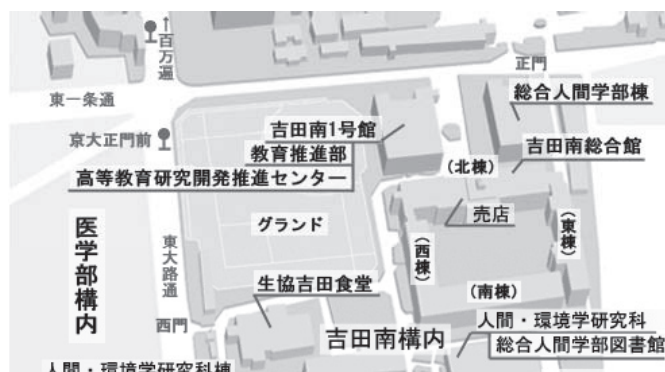 ↑百万遍
正門
東一条通
総合人間学部棟
京大正門前
吉田南1号館
教育推進部
高等教育研究開発推進センター
吉田南総合館
(北棟)
売店
グランド
(西棟)
(東棟)
医学部構内
東大路通
生協吉田食堂
(南棟)
西門
吉田南構内
人間・環境学研究科
総合人間学部図書館
人間・環境学研究科棟